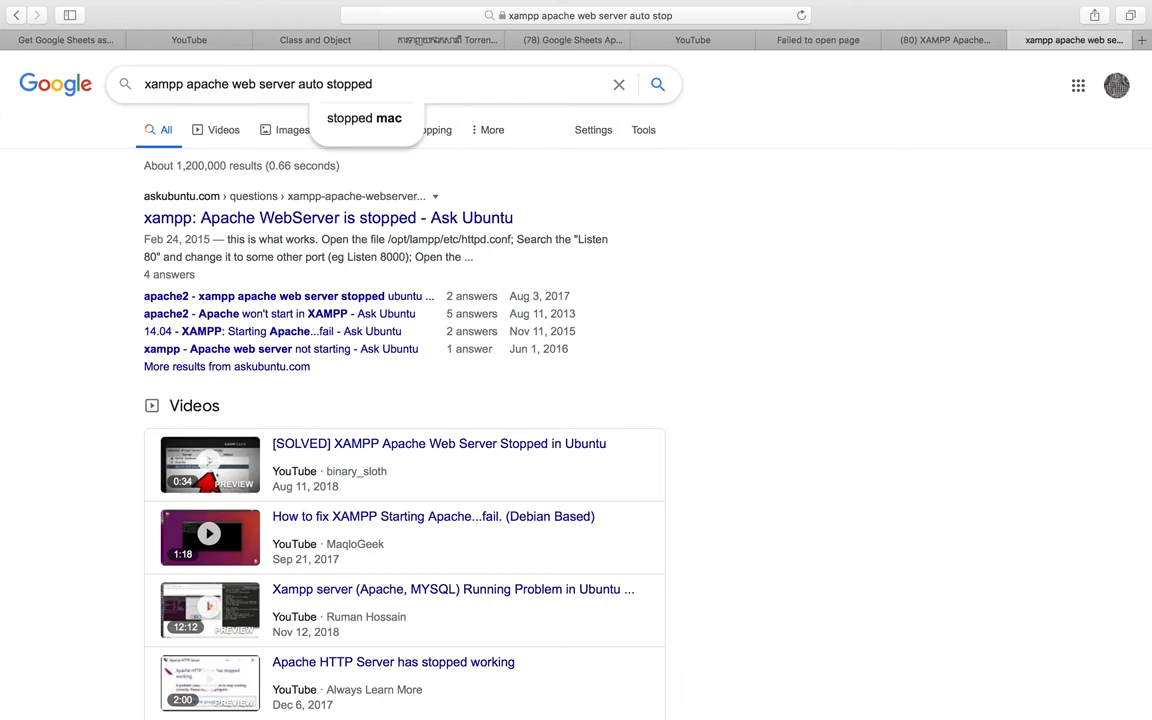 xampp apache web server auto stop
Get Google Sheets as...
YouTube
Class and Object
(78) Google Sheets Ap...
YouTube
Failed to open page
(80) XAMPP Apache...
xampp apache web se...
Google
xampp apache web server auto stopped
stopped mac
All
Videos
Images
opping
More
Settings
Tools
About 1,200,000 results (0.66 seconds)
askubuntu.com › questions › xampp-apache-webserver...
xampp: Apache WebServer is stopped - Ask Ubuntu
Feb 24, 2015 — this is what works. Open the file /opt/lampp/etc/httpd.conf; Search the "Listen
80" and change it to some other port (eg Listen 8000); Open the ...
4 answers
apache2 - xampp apache web server stopped ubuntu ... 2 answers Aug 3, 2017
apache2 - Apache won't start in XAMPP - Ask Ubuntu 5 answers Aug 11, 2013
14.04 - XAMPP: Starting Apache...fail - Ask Ubuntu 2 answers Nov 11, 2015
xampp - Apache web server not starting - Ask Ubuntu 1 answer Jun 1, 2016
More results from askubuntu.com
Videos
[SOLVED] XAMPP Apache Web Server Stopped in Ubuntu
YouTube · binary_sloth
Aug 11, 2018
0:34
PREVIEW
How to fix XAMPP Starting Apache...fail. (Debian Based)
YouTube · MaqloGeek
Sep 21, 2017
1:18
Xampp server (Apache, MYSQL) Running Problem in Ubuntu ...
YouTube · Ruman Hossain
Nov 12, 2018
12:12
PREVIEW
Apache HTTP Server has stopped working
YouTube · Always Learn More
Dec 6, 2017
2:00
PREVIEW